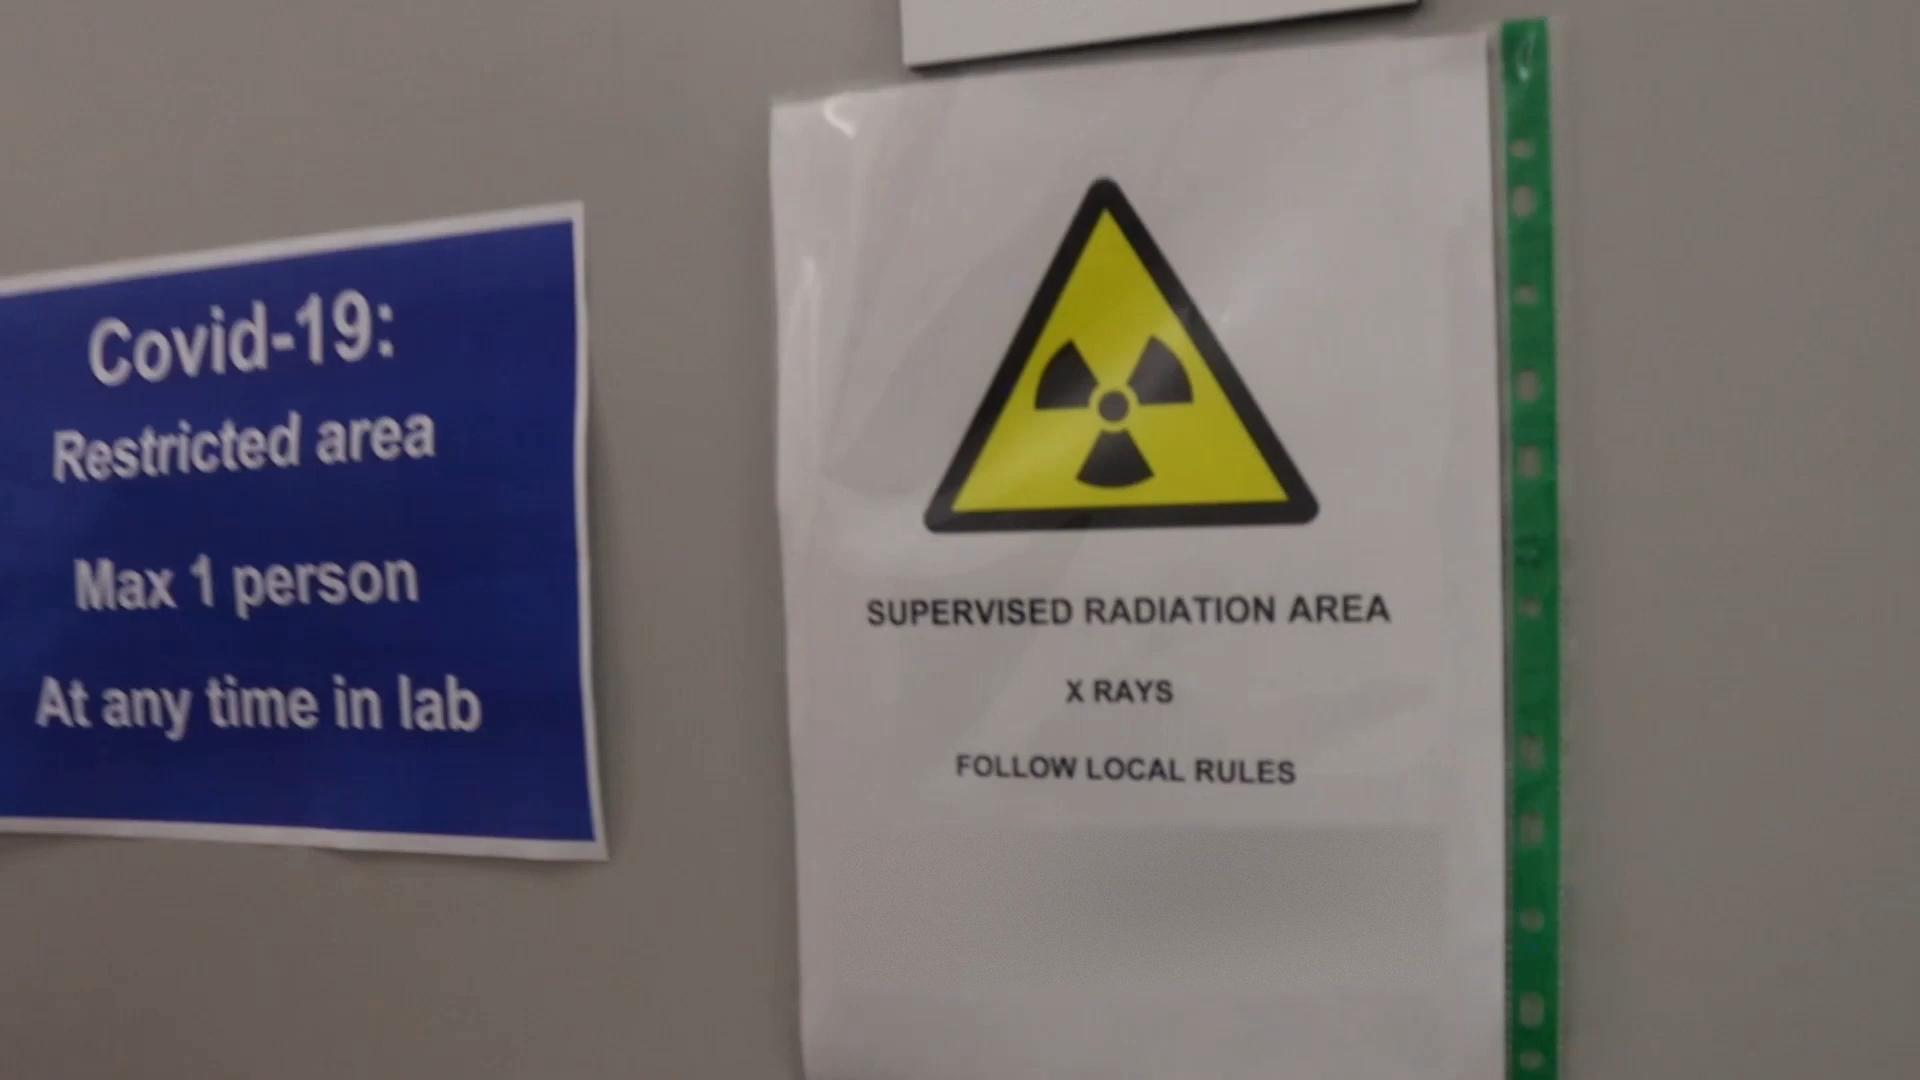 Covid-19:
Restricted area
Max 1 person
At any time in lab
SUPERVISED RADIATION AREA
X RAYS
FOLLOW LOCAL RULES